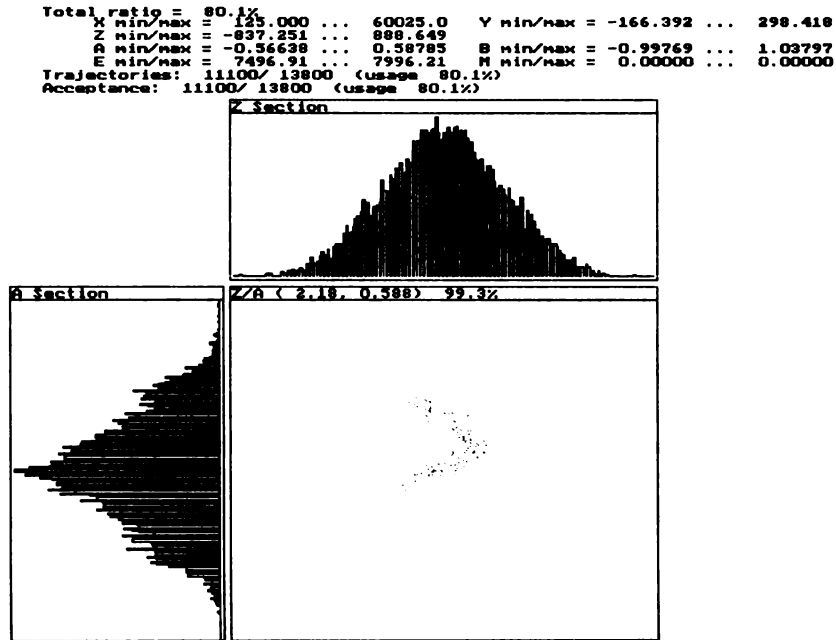 Total ratio = 80.1%
X min/max = 125.000 ... 60025.0 Y min/max = -166.392 ... 298.418
Z min/max = -837.251 ... 888.649
A min/max = -0.56638 ... 0.58785 B min/max = -0.99769 ... 1.03797
E min/max = 7496.91 ... 7996.21 M min/max = 0.00000 ... 0.00000
Trajectories: 11100/ 13800 (usage 80.1%)
Acceptance: 11100/ 13800 (usage 80.1%)
Z Section
A Section
Z/A ( 2.18, 0.588) 99.3%